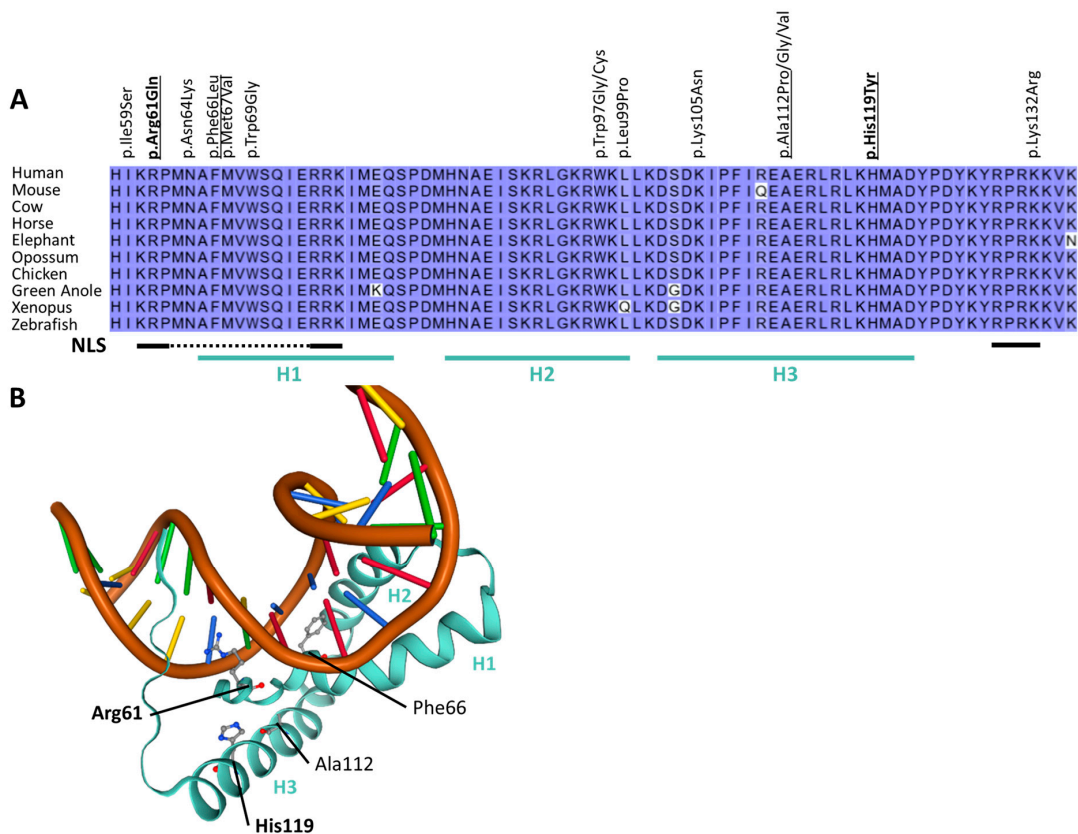 A
p.Ile59Ser
p.Arg61Gln
p.Asn64Lys
p.Phe66Leu
p.Met67Val
p.Trp69Gly
p.Trp97Gly/Cys
p.Leu99Pro
p.Lys105Asn
p.Ala112Pro/Gly/Val
p.His119Tyr
p.Lys132Arg
Human HIKRPMNAFMVWSQIERRKIMEQSPDMHNAEISKRLGKRWKLLKDSDKIPFIREAERLRLKHMADYPDYKYRPRKKVK
Mouse HIKRPMNAFMVWSQIERRKIMEQSPDMHNAEISKRLGKRWKLLKDSDKIPFIQEAERLRLKHMADYPDYKYRPRKKVK
Cow HIKRPMNAFMVWSQIERRKIMEQSPDMHNAEISKRLGKRWKLLKDSDKIPFIREAERLRLKHMADYPDYKYRPRKKVK
Horse HIKRPMNAFMVWSQIERRKIMEQSPDMHNAEISKRLGKRWKLLKDSDKIPFIREAERLRLKHMADYPDYKYRPRKKVK
Elephant HIKRPMNAFMVWSQIERRKIMEQSPDMHNAEISKRLGKRWKLLKDSDKIPFIREAERLRLKHMADYPDYKYRPRKKVN
Opossum HIKRPMNAFMVWSQIERRKIMEQSPDMHNAEISKRLGKRWKLLKDSDKIPFIREAERLRLKHMADYPDYKYRPRKKVK
Chicken HIKRPMNAFMVWSQIERRKIMEQSPDMHNAEISKRLGKRWKLLKDSDKIPFIREAERLRLKHMADYPDYKYRPRKKVK
Green Anole HIKRPMNAFMVWSQIERRKIMKQSPDMHNAEISKRLGKRWKLLKDGDKIPFIREAERLRLKHMADYPDYKYRPRKKVK
Xenopus HIKRPMNAFMVWSQIERRKIMEQSPDMHNAEISKRLGKRWKQLKDGDKIPFIREAERLRLKHMADYPDYKYRPRKKVK
Zebrafish HIKRPMNAFMVWSQIERRKIMEQSPDMHNAEISKRLGKRWKLLKDSDKIPFIREAERLRLKHMADYPDYKYRPRKKVK
NLS
H1 H2 H3
B
H2
H1
Arg61
Phe66
Ala112
H3
His119